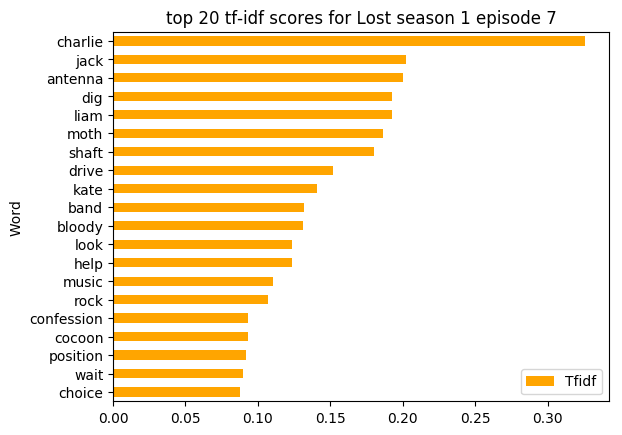 top 20 tf-idf scores for Lost season 1 episode 7
Word
charlie
jack
antenna
dig
liam
moth
shaft
drive
kate
band
bloody
look
help
music
rock
confession
cocoon
position
wait
choice
Tfidf
0.00 0.05 0.10 0.15 0.20 0.25 0.30